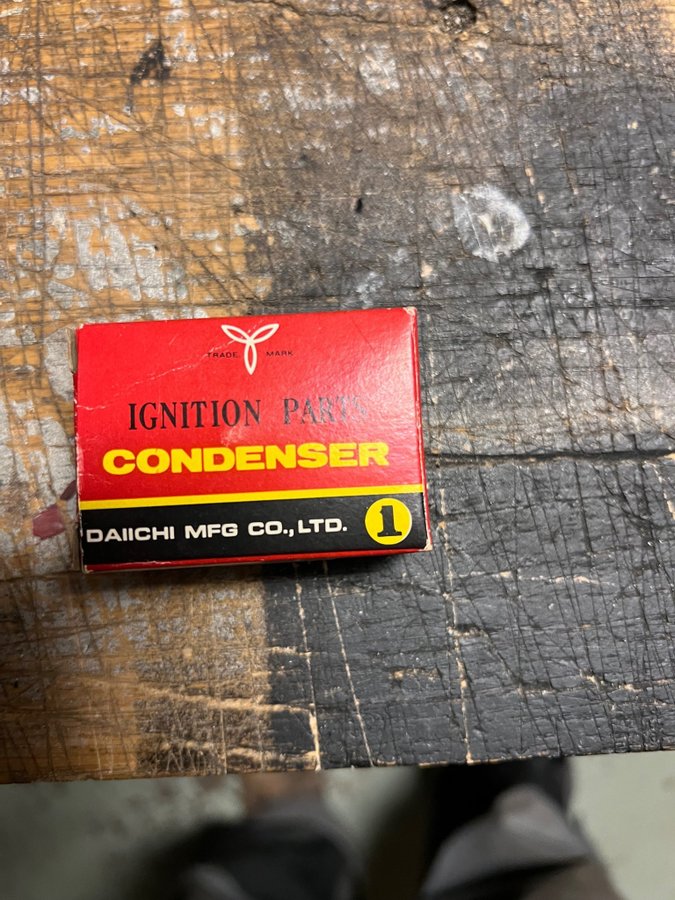 TRADE MARK
IGNITION PARTS
CONDENSER
DAIICHI MFG CO., LTD. 1